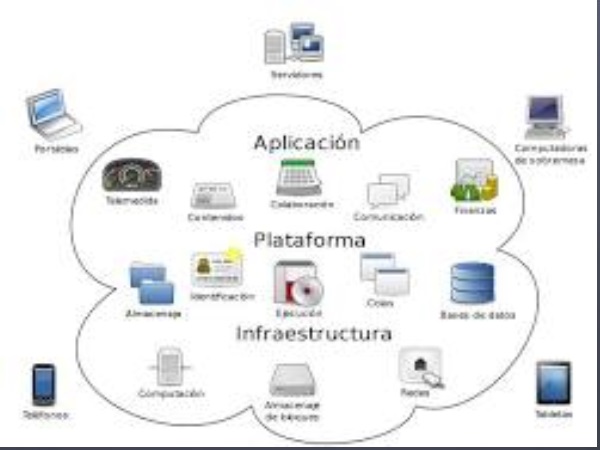 Servidores
Portátiles
Computadoras
de sobremesa
Aplicación
Telemedida
Contenidos
Colaboración
Comunicación
Finanzas
Plataforma
Almacenaje
Identificación
Ejecución
Colas
Bases de datos
Infraestructura
Computación
Almacenaje
de bloques
Redes
Teléfonos
Tabletas